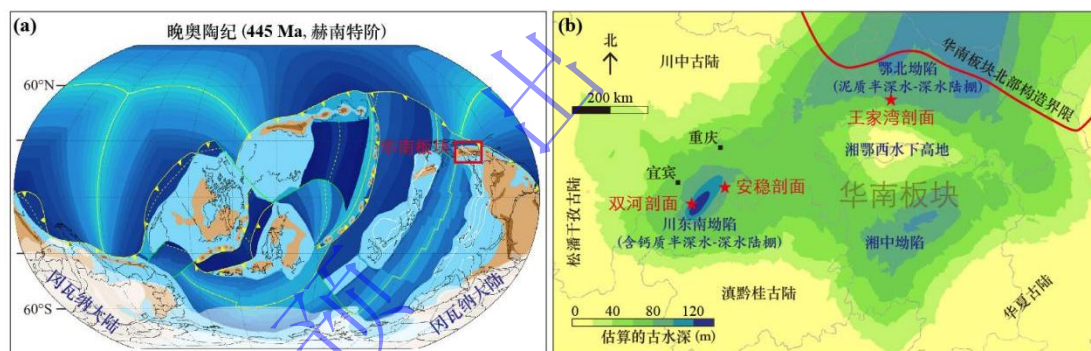 (a)
晚奥陶纪 (445 Ma, 赫南特阶)
60°N
60°S
华南板块
冈瓦纳大陆
冈瓦纳大陆
(b)
北
200 km
川中古陆
鄂北坳陷
(泥质半深水-深水陆棚)
华南板块北部构造界限
王家湾剖面
重庆
湘鄂西水下高地
宜宾
安稳剖面
华南板块
双河剖面
川东南坳陷
(含钙质半深水-深水陆棚)
湘中坳陷
松潘干孜古陆
滇黔桂古陆
华夏古陆
0 40 80 120
估算的古水深 (m)